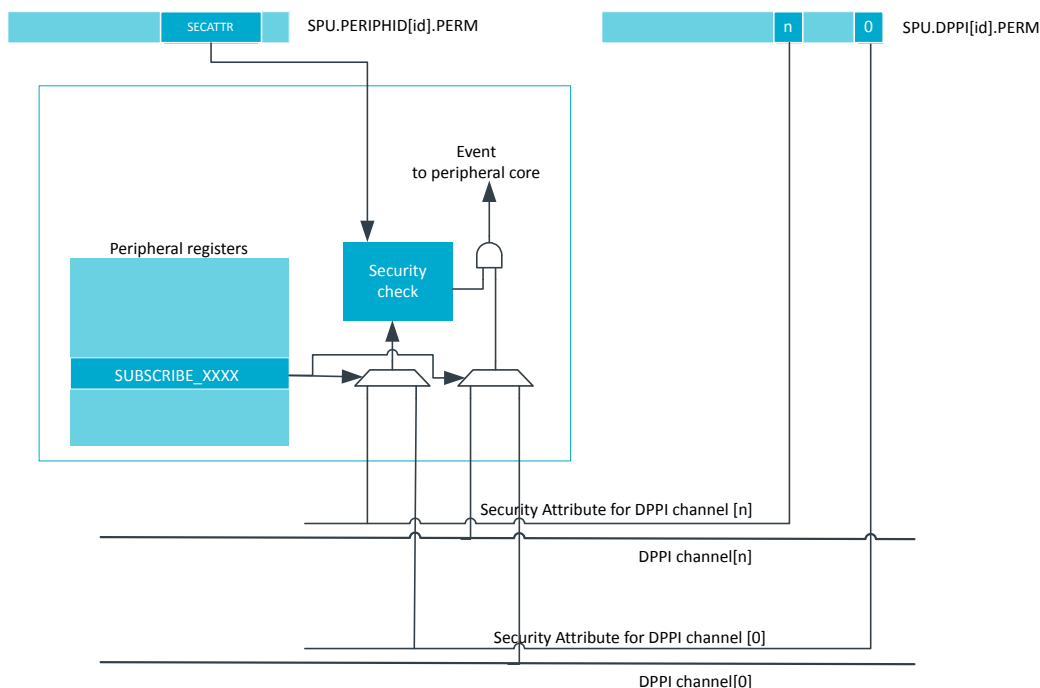 SECATTR
SPU.PERIPHID[id].PERM
n
0
SPU.DPPI[id].PERM
Event
to peripheral core
Peripheral registers
Security
check
SUBSCRIBE_XXXX
Security Attribute for DPPI channel [n]
DPPI channel[n]
Security Attribute for DPPI channel [0]
DPPI channel[0]